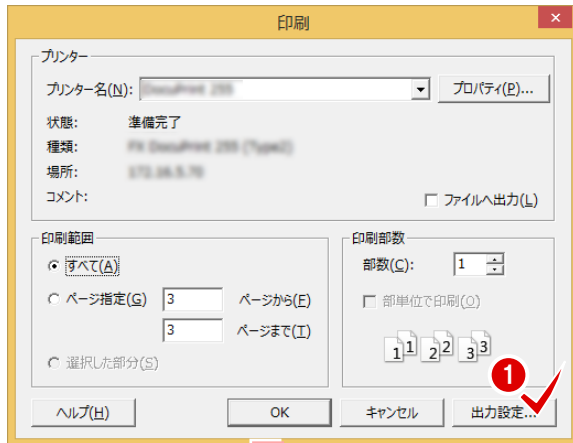 印刷
プリンター
プリンター名(N):
プロパティ(P)...
状態: 準備完了
種類:
場所:
コメント:
ファイルへ出力(L)
印刷範囲
すべて(A)
ページ指定(G) 3 ページから(F)
3 ページまで(T)
選択した部分(S)
印刷部数
部数(C): 1
部単位で印刷(O)
1 1 2 2 3 3
1
ヘルプ(H)
OK
キャンセル
出力設定...